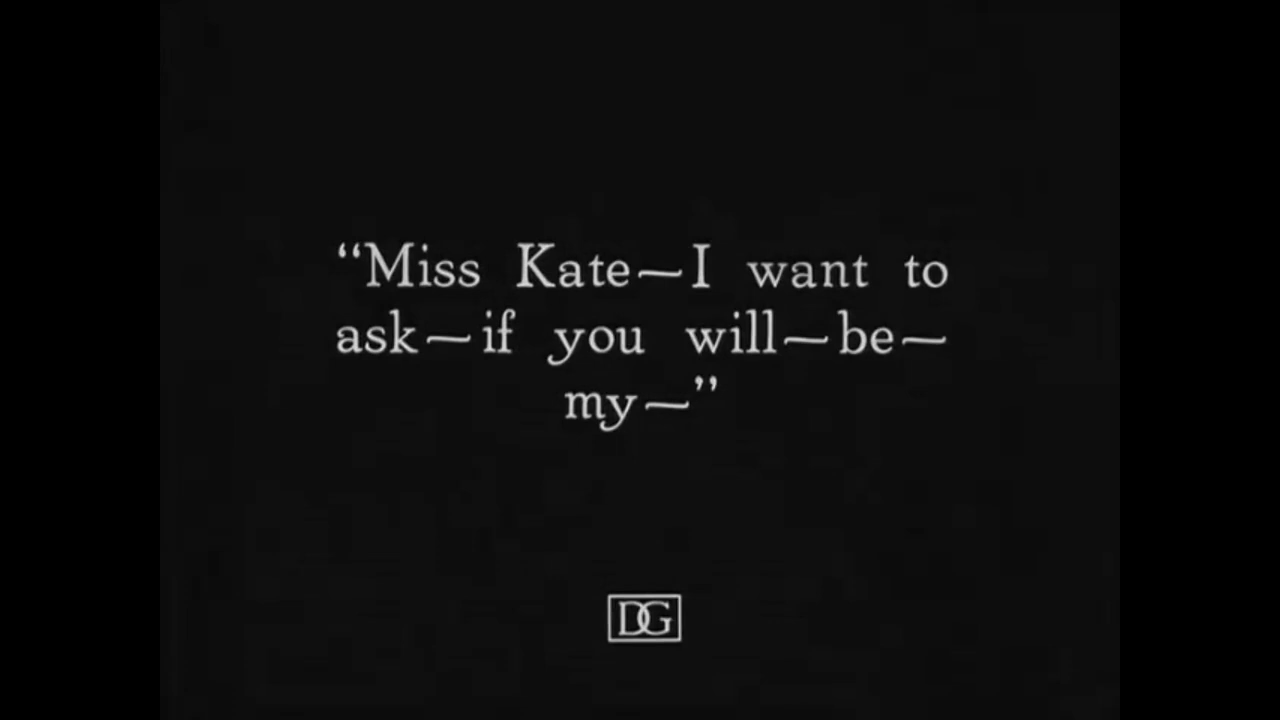 “Miss Kate—I want to
ask—if you will—be—
my—”
DG